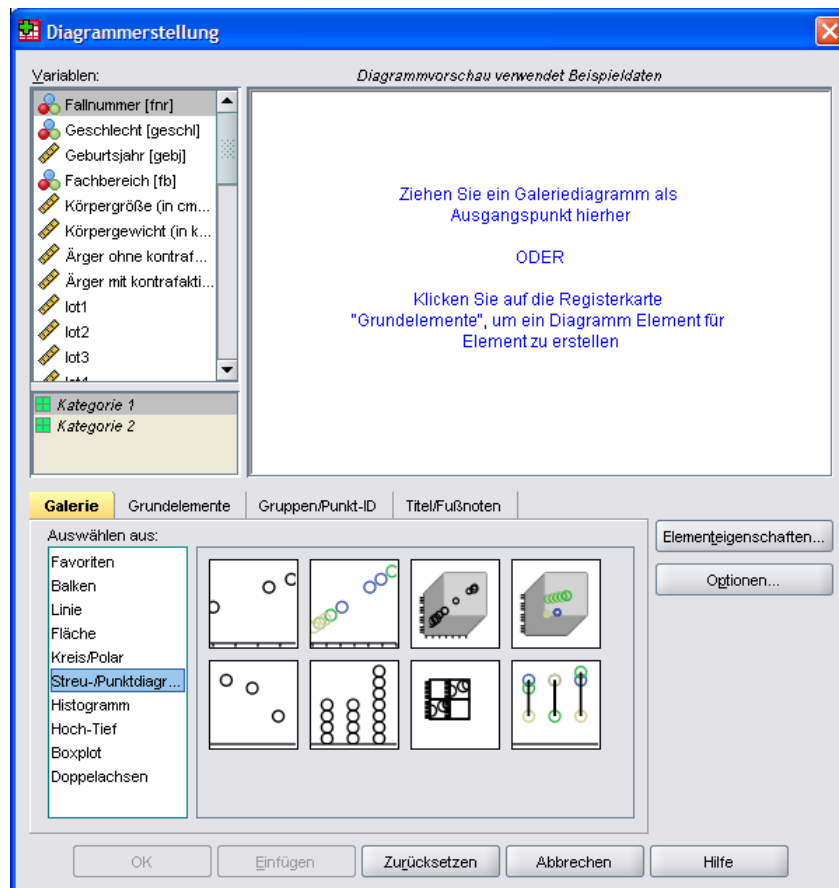 Diagrammerstellung
Variablen:
Diagrammvorschau verwendet Beispieldaten
Fallnummer [fnr]
Geschlecht [geschl]
Geburtsjahr [gebj]
Fachbereich [fb]
Körpergröße (in cm...
Körpergewicht (in k...
Ärger ohne kontraf...
Ärger mit kontrafakti...
lot1
lot2
lot3
Kategorie 1
Kategorie 2
Ziehen Sie ein Galeriediagramm als
Ausgangspunkt hierher
ODER
Klicken Sie auf die Registerkarte
"Grundelemente", um ein Diagramm Element für
Element zu erstellen
Galerie
Grundelemente
Gruppen/Punkt-ID
Titel/Fußnoten
Auswählen aus:
Favoriten
Balken
Linie
Fläche
Kreis/Polar
Streu-/Punktdiagr...
Histogramm
Hoch-Tief
Boxplot
Doppelachsen
Elementeigenschaften...
Optionen...
OK
Einfügen
Zurücksetzen
Abbrechen
Hilfe